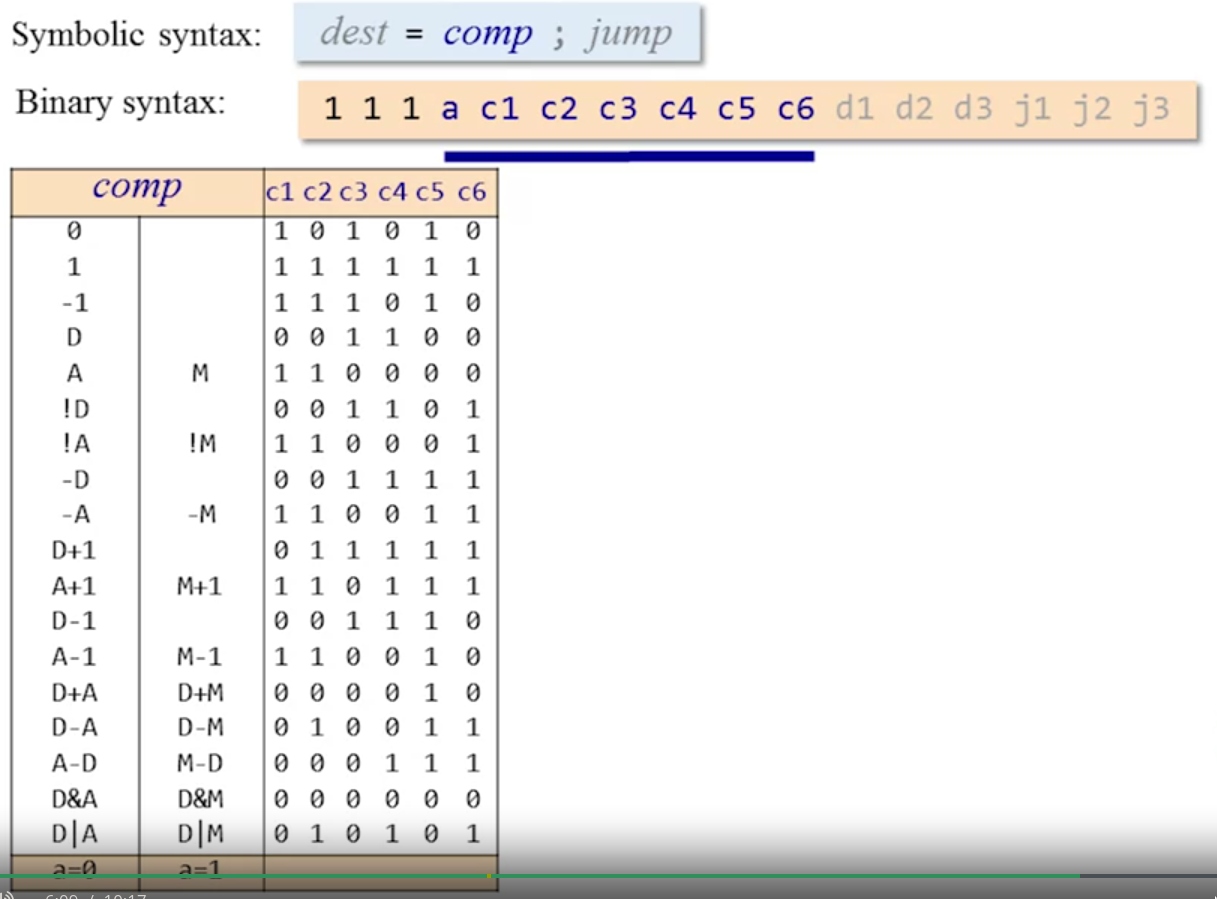 Symbolic syntax: dest = comp ; jump
Binary syntax: 1 1 1 a c1 c2 c3 c4 c5 c6 d1 d2 d3 j1 j2 j3
comp c1 c2 c3 c4 c5 c6
0 1 0 1 0 1 0
1 1 1 1 1 1 1
-1 1 1 1 0 1 0
D 0 0 1 1 0 0
A M 1 1 0 0 0 0
!D 0 0 1 1 0 1
!A !M 1 1 0 0 0 1
-D 0 0 1 1 1 1
-A -M 1 1 0 0 1 1
D+1 0 1 1 1 1 1
A+1 M+1 1 1 0 1 1 1
D-1 0 0 1 1 1 0
A-1 M-1 1 1 0 0 1 0
D+A D+M 0 0 0 0 1 0
D-A D-M 0 1 0 0 1 1
A-D M-D 0 0 0 1 1 1
D&A D&M 0 0 0 0 0 0
D|A D|M 0 1 0 1 0 1
a=0 a=1